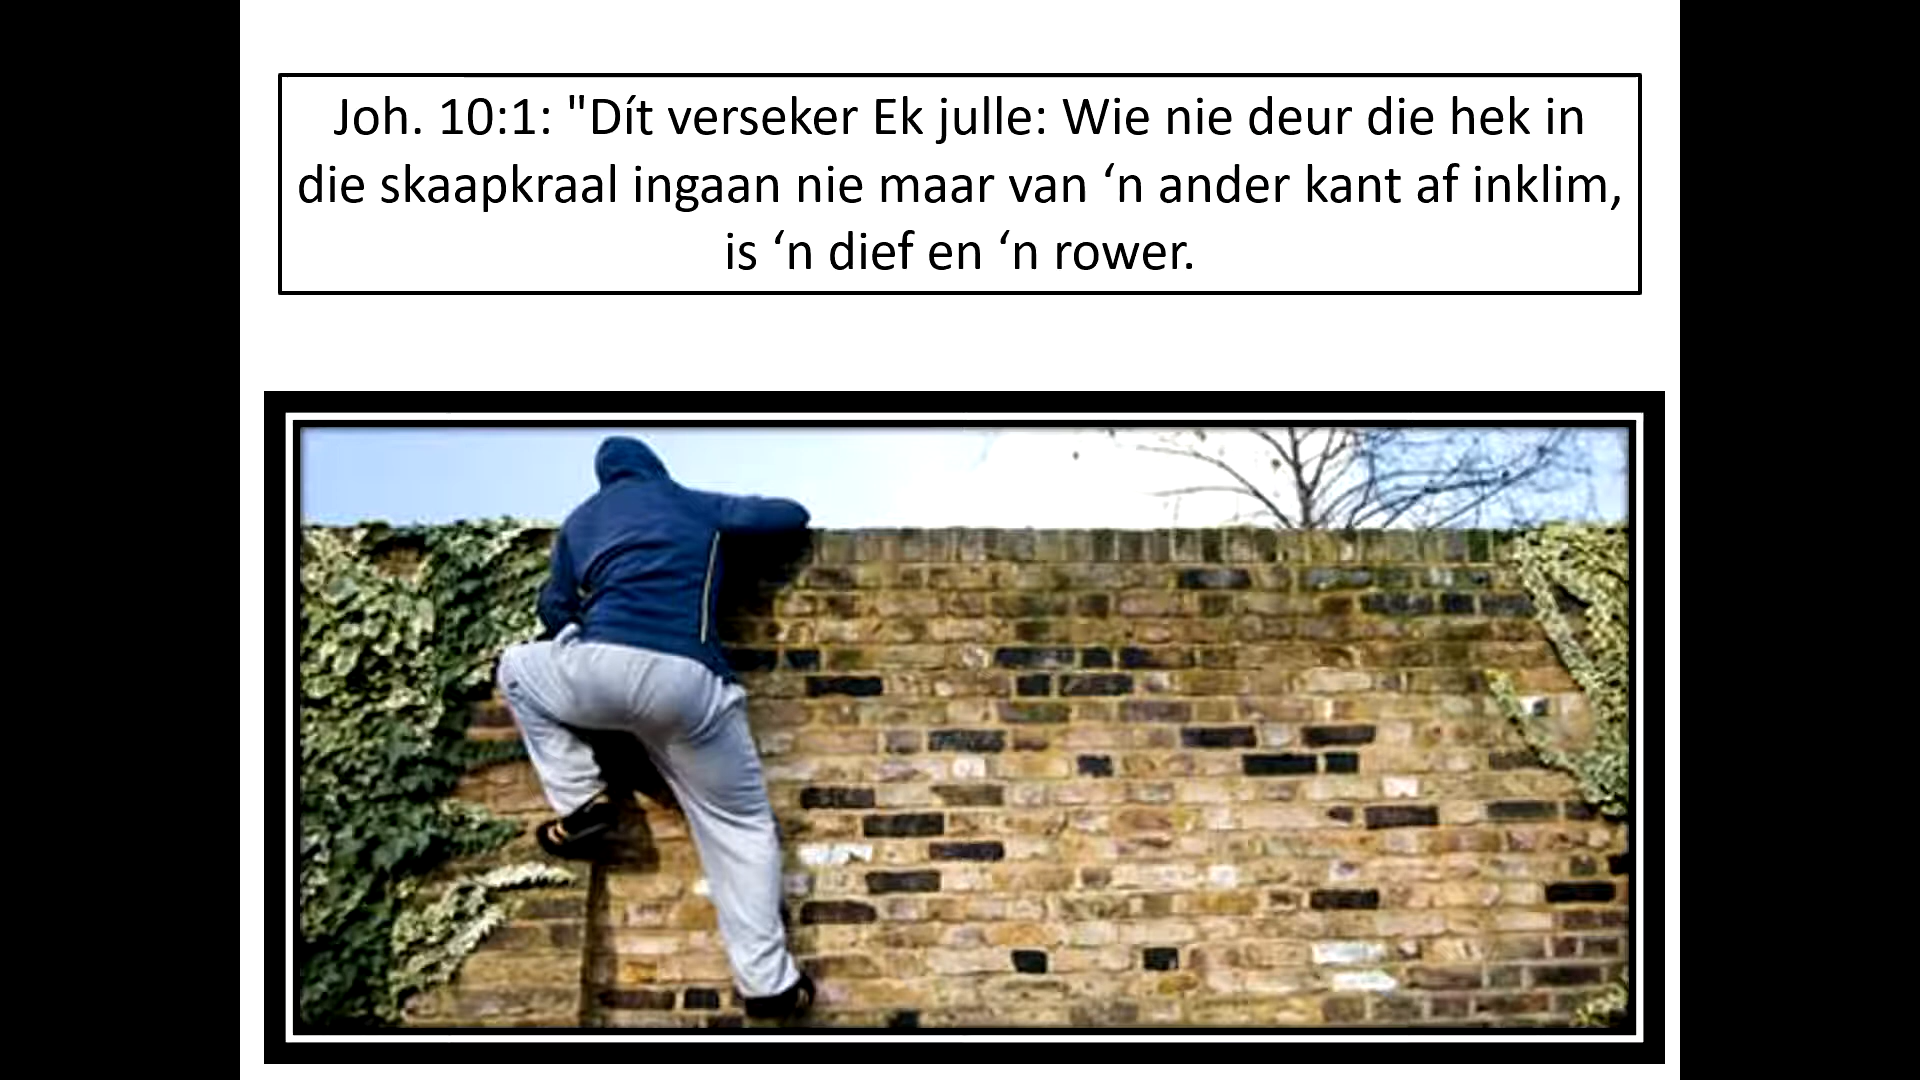 Joh. 10:1: "Dít verseker Ek julle: Wie nie deur die hek in
die skaapkraal ingaan nie maar van ‘n ander kant af inklim,
is ‘n dief en ‘n rower.